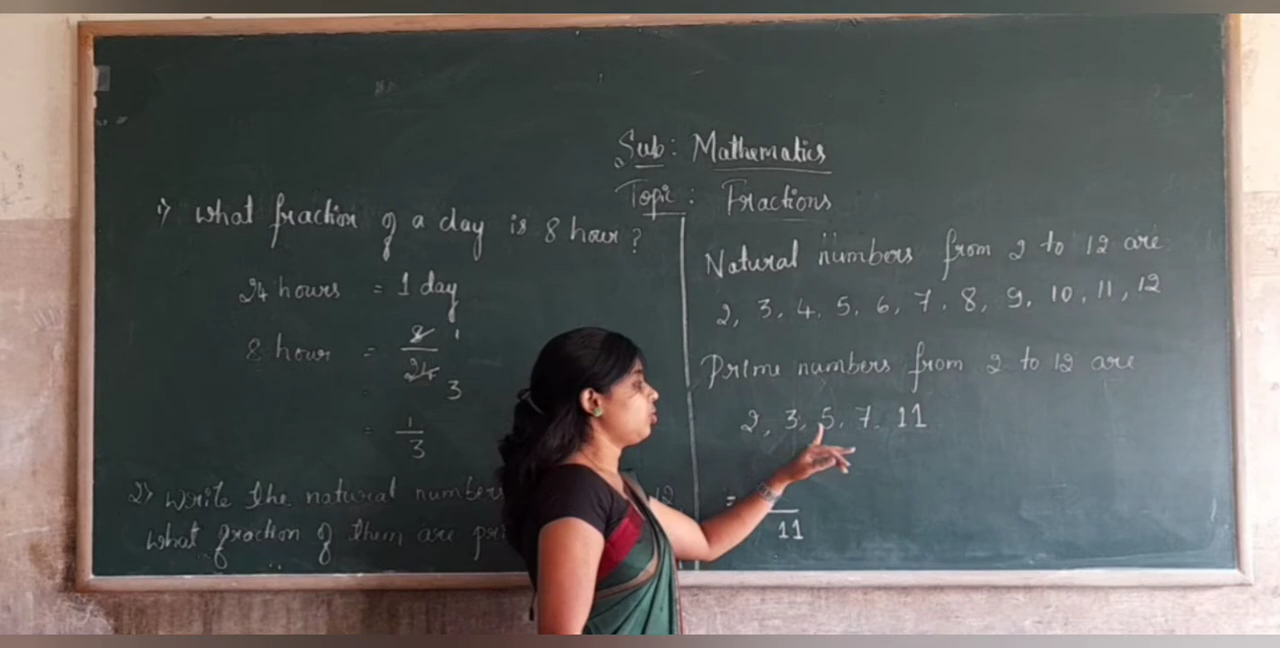 Sub: Mathematics
Topic: Fractions
1) What fraction of a day is 8 hour?
24 hours = 1 day
8 hour = 8 1
24 3
= 1
3
2) Write the natural numbers 12
What fraction of them are
Natural numbers from 2 to 12 are
2, 3, 4, 5, 6, 7, 8, 9, 10, 11, 12
Prime numbers from 2 to 12 are
2, 3, 5, 7, 11
=
11